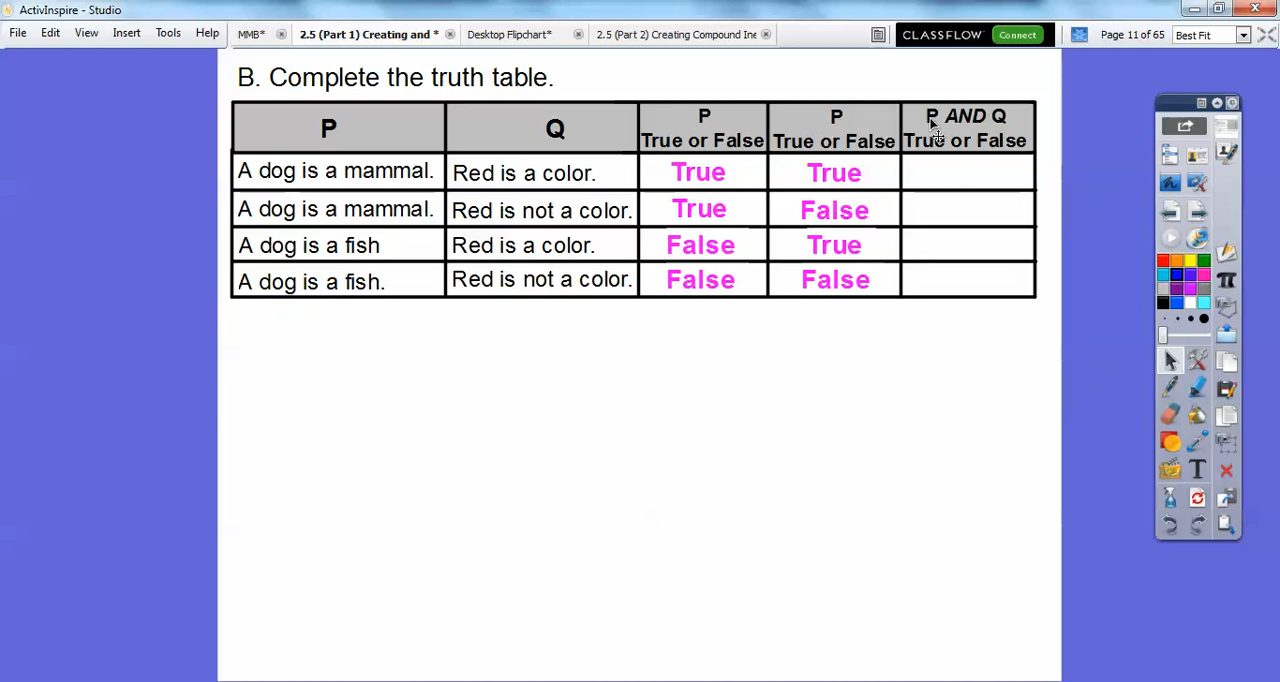 ActivInspire - Studio
File Edit View Insert Tools Help MMB* 2.5 (Part 1) Creating and * Desktop Flipchart* 2.5 (Part 2) Creating Compound Ine CLASSFLOW Connect Page 11 of 65 Best Fit
B. Complete the truth table.
P Q P True or False P True or False P AND Q True or False
A dog is a mammal. Red is a color. True True
A dog is a mammal. Red is not a color. True False
A dog is a fish Red is a color. False True
A dog is a fish. Red is not a color. False False